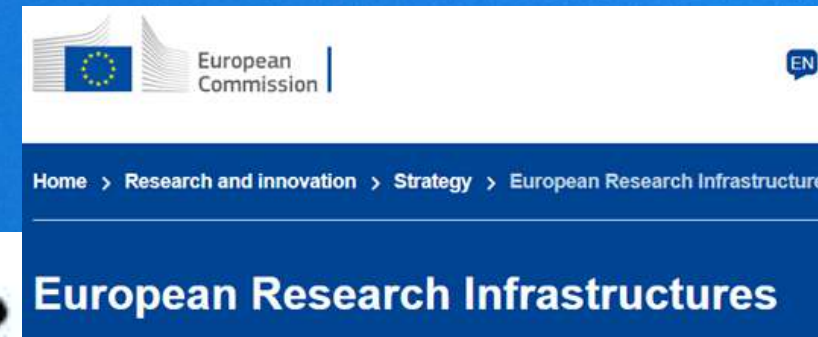 European
Commission
EN
Home > Research and innovation > Strategy > European Research Infrastructure
European Research Infrastructures